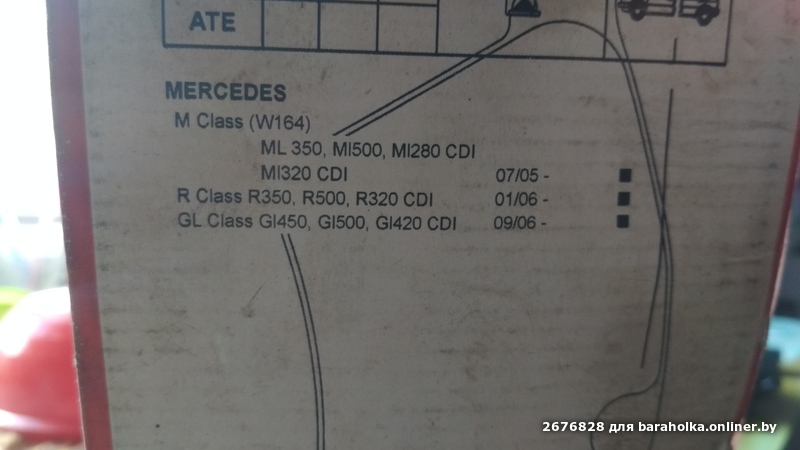 ATE
MERCEDES
M Class (W164)
ML 350, Ml500, Ml280 CDI
Ml320 CDI 07/05 -
R Class R350, R500, R320 CDI 01/06 -
GL Class Gl450, Gl500, Gl420 CDI 09/06 -
2676828 для baraholka.onliner.by